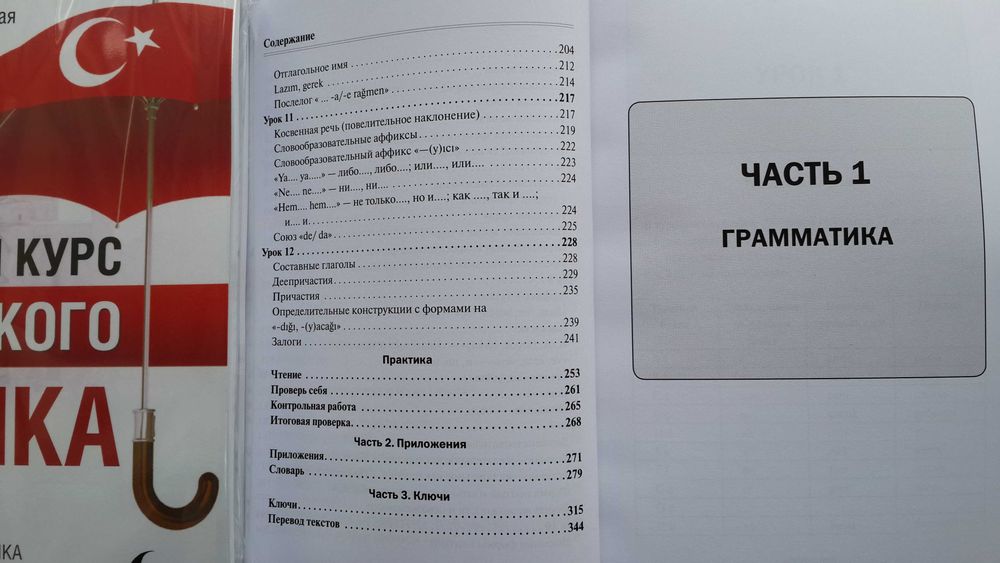 ая
КУРС
КОГО
ИКА
Содержание
Отглагольное имя . . . . . . . . . . . . . . . . . . . . . . . . . . . . . . 204
Lazım, gerek . . . . . . . . . . . . . . . . . . . . . . . . . . . . . . . . . . 212
Послелог « ... -a/-e rağmen» . . . . . . . . . . . . . . . . . . . . . 214
Урок 11 . . . . . . . . . . . . . . . . . . . . . . . . . . . . . . . . . . . . . . . 217
Косвенная речь (повелительное наклонение) . . . . . . . . 217
Словообразовательные аффиксы . . . . . . . . . . . . . . . . . . 219
Словообразовательный аффикс «—(y)ıcı» . . . . . . . . . . 222
«Ya.... ya.....» — либо...., либо....; или...., или.... . . . . . . . 223
«Ne.... ne....» — ни...., ни.... . . . . . . . . . . . . . . . . . . . . . . 224
«Hem.... hem....» — не только...., но и....; как ...., так и ....;
и.... и. . . . . . . . . . . . . . . . . . . . . . . . . . . . . . . . . . . . . . 224
Союз «de/ da» . . . . . . . . . . . . . . . . . . . . . . . . . . . . . . . . . 225
Урок 12 . . . . . . . . . . . . . . . . . . . . . . . . . . . . . . . . . . . . . . . 228
Составные глаголы . . . . . . . . . . . . . . . . . . . . . . . . . . . . . 228
Деепричастия . . . . . . . . . . . . . . . . . . . . . . . . . . . . . . . . . 229
Причастия . . . . . . . . . . . . . . . . . . . . . . . . . . . . . . . . . . . . 235
Определительные конструкции с формами на
«-dığı, -(y)acağı» . . . . . . . . . . . . . . . . . . . . . . . . . . . . . . . 239
Залоги . . . . . . . . . . . . . . . . . . . . . . . . . . . . . . . . . . . . . . . 241
Практика
Чтение . . . . . . . . . . . . . . . . . . . . . . . . . . . . . . . . . . . . . . . 253
Проверь себя . . . . . . . . . . . . . . . . . . . . . . . . . . . . . . . . . . 261
Контрольная работа . . . . . . . . . . . . . . . . . . . . . . . . . . . . 265
Итоговая проверка. . . . . . . . . . . . . . . . . . . . . . . . . . . . . . 268
Часть 2. Приложения
Приложения. . . . . . . . . . . . . . . . . . . . . . . . . . . . . . . . . . . 271
Словарь . . . . . . . . . . . . . . . . . . . . . . . . . . . . . . . . . . . . . . 279
Часть 3. Ключи
Ключи. . . . . . . . . . . . . . . . . . . . . . . . . . . . . . . . . . . . . . . . 315
Перевод текстов . . . . . . . . . . . . . . . . . . . . . . . . . . . . . . . 344
ЧАСТЬ 1
ГРАММАТИКА